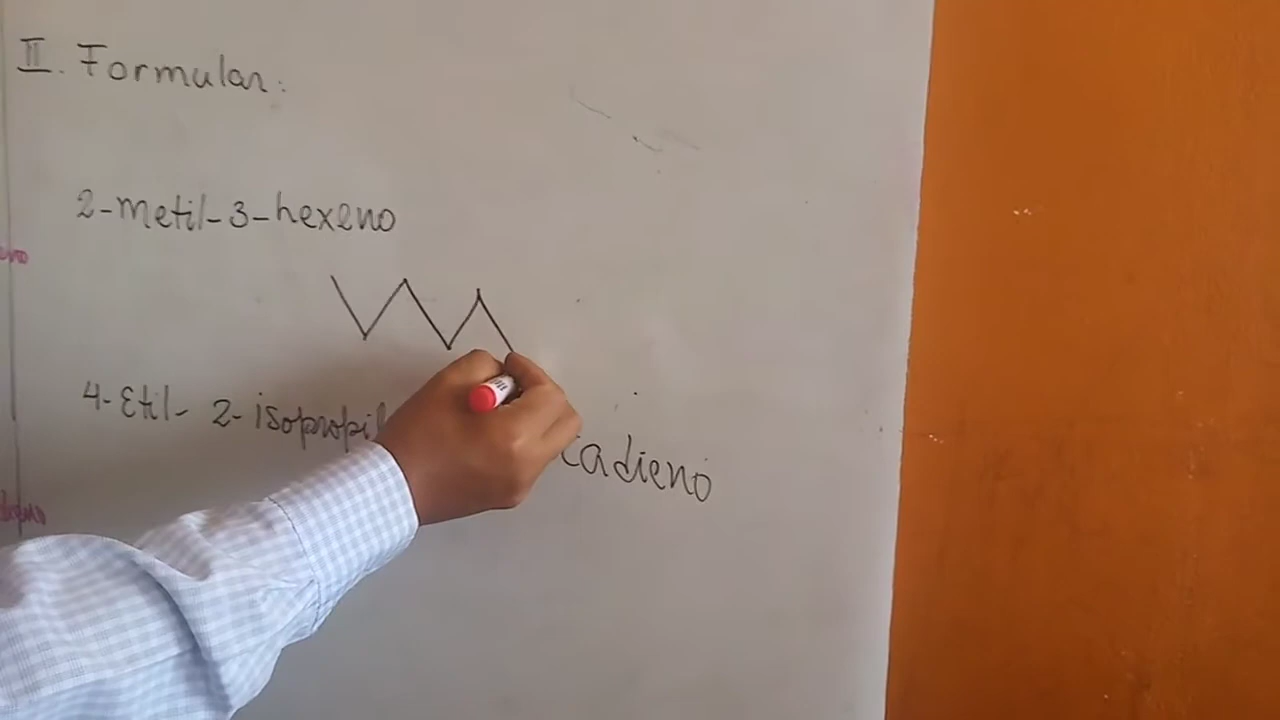 II. Formular:
2-metil-3-hexeno
4-Etil- 2-isopropil
cadieno